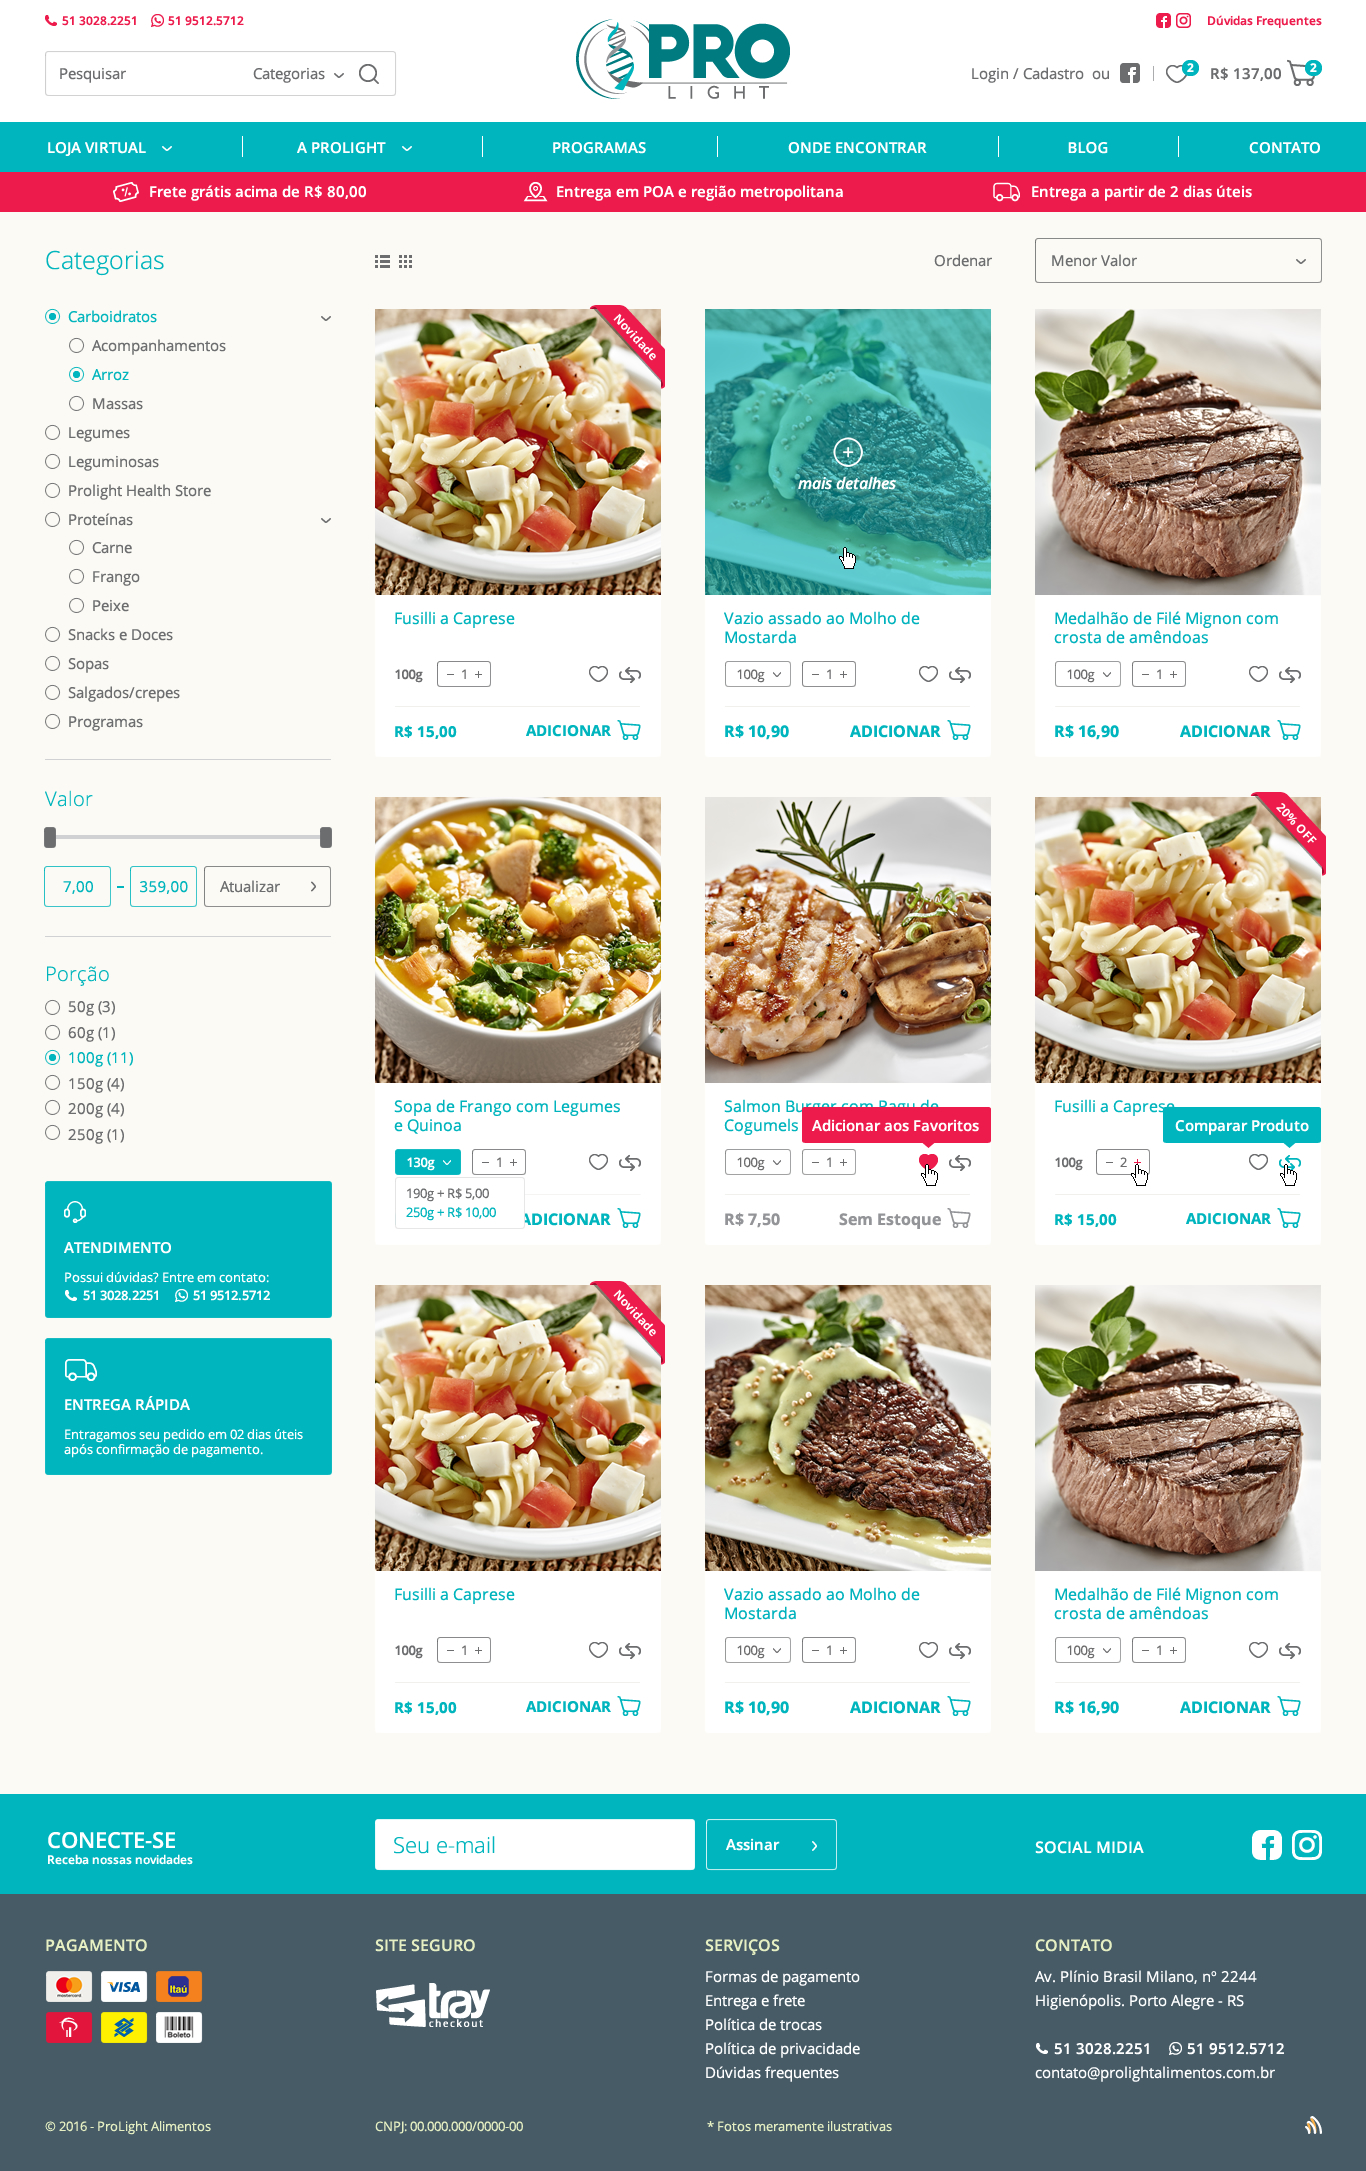 51 3028.2251 51 9512.5712
Dúvidas Frequentes
Pesquisar Categorias
PRO
LIGHT
Login / Cadastro ou 2 R$ 137,00 2
LOJA VIRTUAL A PROLIGHT PROGRAMAS ONDE ENCONTRAR BLOG CONTATO
Frete grátis acima de R$ 80,00 Entrega em POA e região metropolitana Entrega a partir de 2 dias úteis
Categorias
Carboidratos
Acompanhamentos
Arroz
Massas
Legumes
Leguminosas
Prolight Health Store
Proteínas
Carne
Frango
Peixe
Snacks e Doces
Sopas
Salgados/crepes
Programas
Valor
7,00 – 359,00 Atualizar
Porção
50g (3)
60g (1)
100g (11)
150g (4)
200g (4)
250g (1)
ATENDIMENTO
Possui dúvidas? Entre em contato:
51 3028.2251 51 9512.5712
ENTREGA RÁPIDA
Entregamos seu pedido em 02 dias úteis
após confirmação de pagamento.
Ordenar Menor Valor
Novidade
Fusilli a Caprese
100g − 1 +
R$ 15,00 ADICIONAR
mais detalhes
Vazio assado ao Molho de
Mostarda
100g − 1 +
R$ 10,90 ADICIONAR
Medalhão de Filé Mignon com
crosta de amêndoas
100g − 1 +
R$ 16,90 ADICIONAR
Sopa de Frango com Legumes
e Quinoa
130g − 1 +
190g + R$ 5,00
250g + R$ 10,00
ADICIONAR
Salmon Burger com Ragu de
Cogumels
Adicionar aos Favoritos
100g − 1 +
R$ 7,50 Sem Estoque
20% OFF
Fusilli a Caprese
Comparar Produto
100g − 2 +
R$ 15,00 ADICIONAR
Novidade
Fusilli a Caprese
100g − 1 +
R$ 15,00 ADICIONAR
Vazio assado ao Molho de
Mostarda
100g − 1 +
R$ 10,90 ADICIONAR
Medalhão de Filé Mignon com
crosta de amêndoas
100g − 1 +
R$ 16,90 ADICIONAR
CONECTE-SE
Receba nossas novidades
Seu e-mail
Assinar
SOCIAL MIDIA
PAGAMENTO
mastercard VISA Itaú
Boleto
SITE SEGURO
tray
checkout
SERVIÇOS
Formas de pagamento
Entrega e frete
Política de trocas
Política de privacidade
Dúvidas frequentes
CONTATO
Av. Plínio Brasil Milano, nº 2244
Higienópolis. Porto Alegre - RS
51 3028.2251 51 9512.5712
contato@prolightalimentos.com.br
© 2016 - ProLight Alimentos
CNPJ: 00.000.000/0000-00
* Fotos meramente ilustrativas